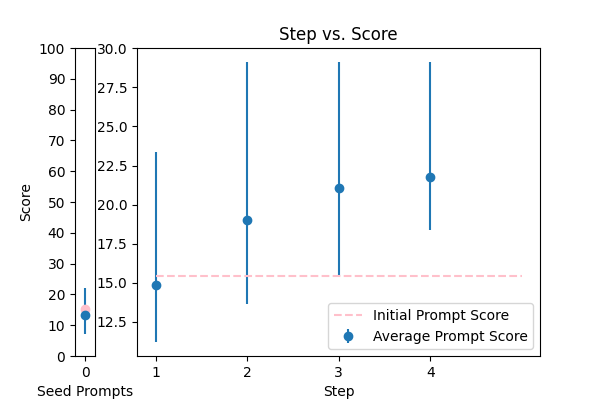 Step vs. Score
Score
100
90
80
70
60
50
40
30
20
10
0
0
Seed Prompts
30.0
27.5
25.0
22.5
20.0
17.5
15.0
12.5
1 2 3 4
Step
Initial Prompt Score
Average Prompt Score